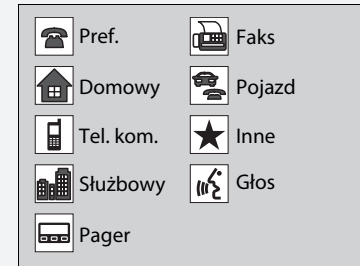 Pref.
Domowy
Tel. kom.
Służbowy
Pager
Faks
Pojazd
Inne
Głos